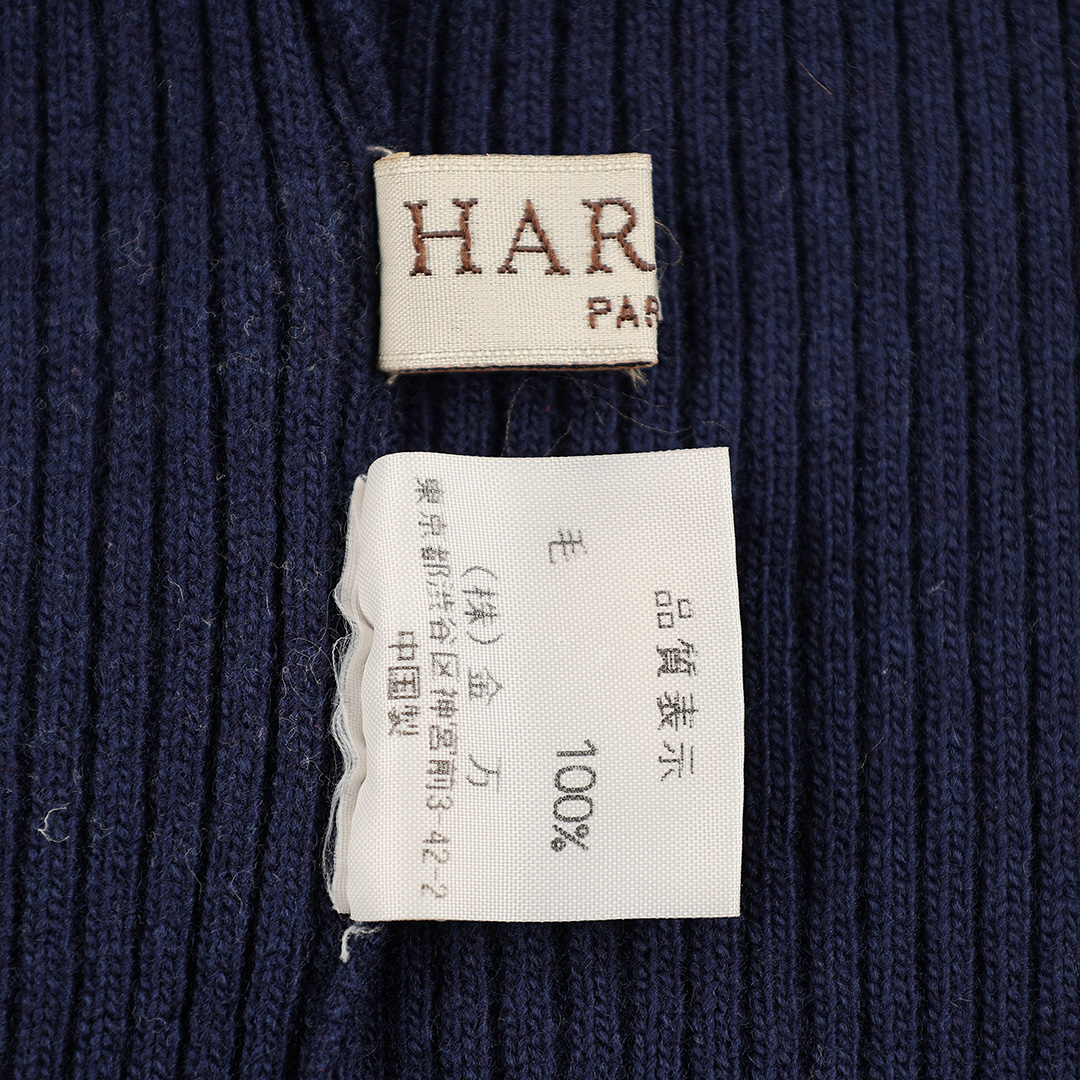 HAR
PAR
品質表示
毛 100%
(株)金万
東京都渋谷区神宮前3-42-2
中国製